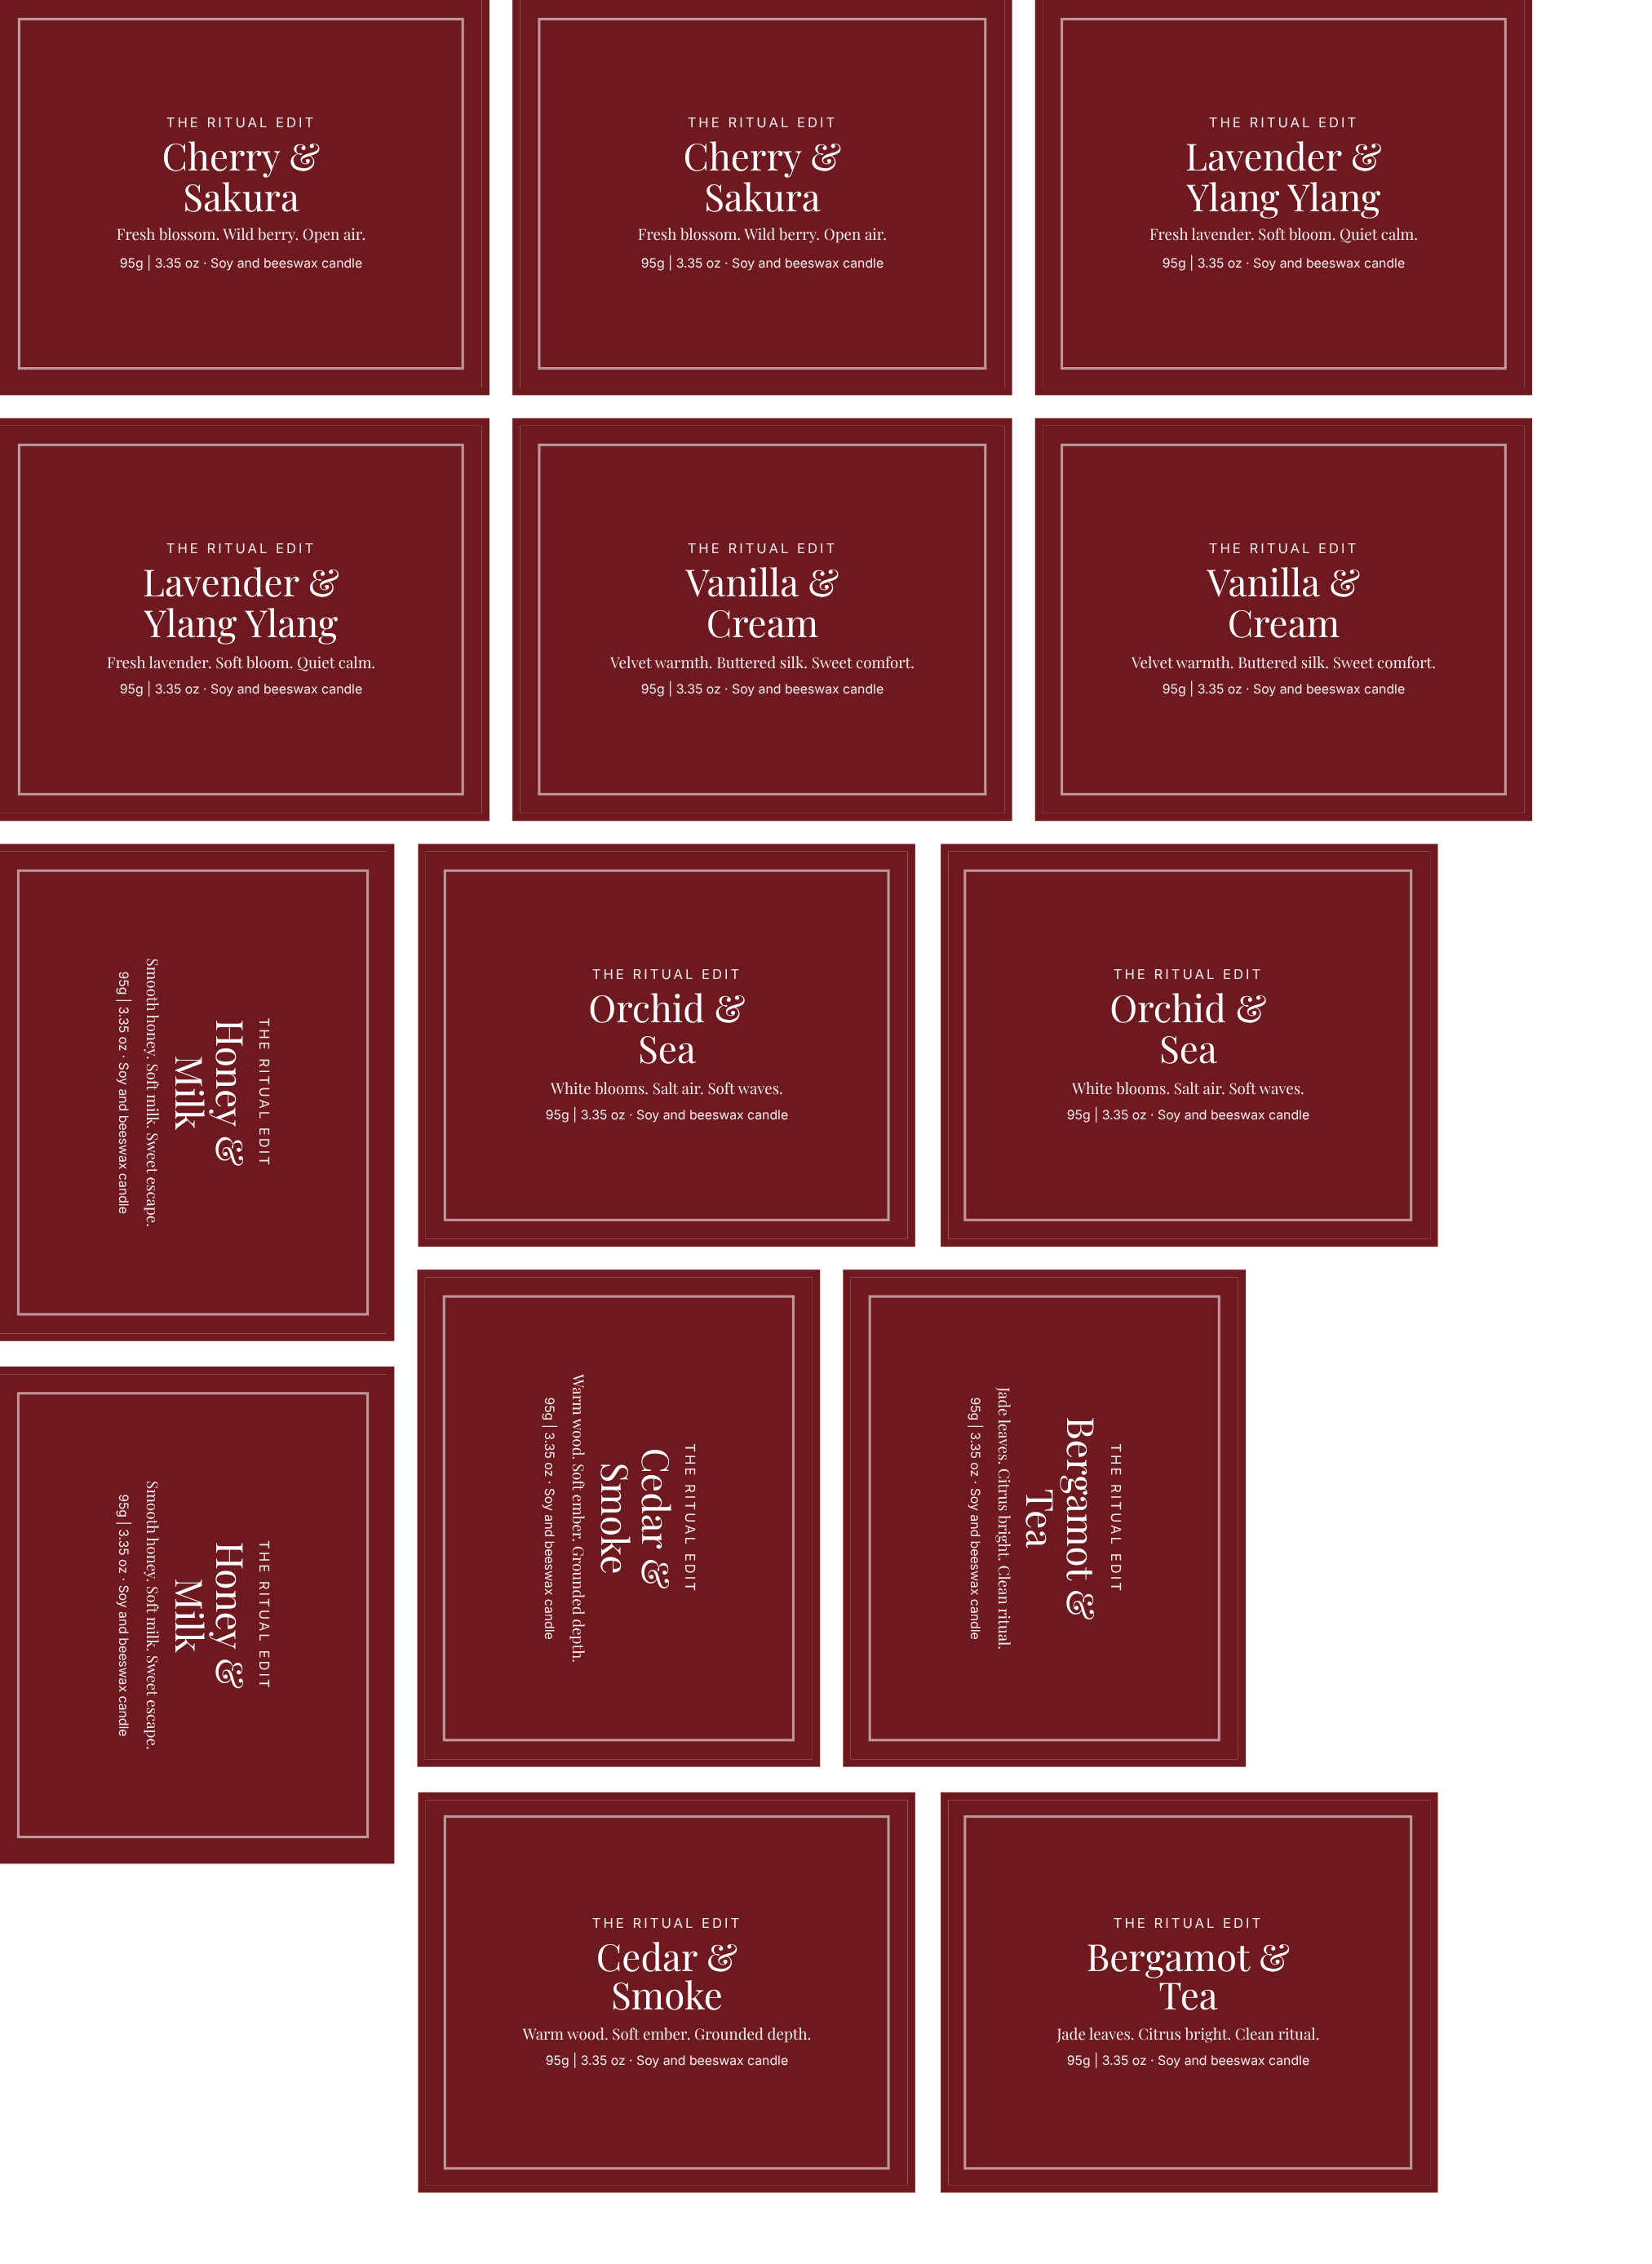 THE RITUAL EDIT
Cherry &
Sakura
Fresh blossom. Wild berry. Open air.
95g | 3.35 oz · Soy and beeswax candle
THE RITUAL EDIT
Cherry &
Sakura
Fresh blossom. Wild berry. Open air.
95g | 3.35 oz · Soy and beeswax candle
THE RITUAL EDIT
Lavender &
Ylang Ylang
Fresh lavender. Soft bloom. Quiet calm.
95g | 3.35 oz · Soy and beeswax candle
THE RITUAL EDIT
Lavender &
Ylang Ylang
Fresh lavender. Soft bloom. Quiet calm.
95g | 3.35 oz · Soy and beeswax candle
THE RITUAL EDIT
Vanilla &
Cream
Velvet warmth. Buttered silk. Sweet comfort.
95g | 3.35 oz · Soy and beeswax candle
THE RITUAL EDIT
Vanilla &
Cream
Velvet warmth. Buttered silk. Sweet comfort.
95g | 3.35 oz · Soy and beeswax candle
THE RITUAL EDIT
Honey &
Milk
Smooth honey. Soft milk. Sweet escape.
95g | 3.35 oz · Soy and beeswax candle
THE RITUAL EDIT
Orchid &
Sea
White blooms. Salt air. Soft waves.
95g | 3.35 oz · Soy and beeswax candle
THE RITUAL EDIT
Orchid &
Sea
White blooms. Salt air. Soft waves.
95g | 3.35 oz · Soy and beeswax candle
THE RITUAL EDIT
Honey &
Milk
Smooth honey. Soft milk. Sweet escape.
95g | 3.35 oz · Soy and beeswax candle
THE RITUAL EDIT
Cedar &
Smoke
Warm wood. Soft ember. Grounded depth.
95g | 3.35 oz · Soy and beeswax candle
THE RITUAL EDIT
Bergamot &
Tea
Jade leaves. Citrus bright. Clean ritual.
95g | 3.35 oz · Soy and beeswax candle
THE RITUAL EDIT
Cedar &
Smoke
Warm wood. Soft ember. Grounded depth.
95g | 3.35 oz · Soy and beeswax candle
THE RITUAL EDIT
Bergamot &
Tea
Jade leaves. Citrus bright. Clean ritual.
95g | 3.35 oz · Soy and beeswax candle